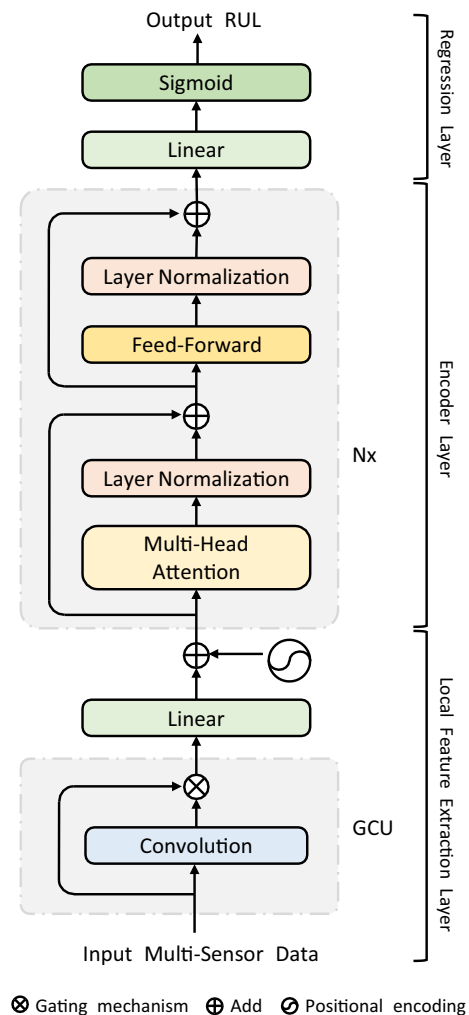 Output RUL
Sigmoid
Linear
Regression Layer
Layer Normalization
Feed-Forward
Layer Normalization
Multi-Head
Attention
Nx
Encoder Layer
Linear
Convolution
GCU
Local Feature Extraction Layer
Input Multi-Sensor Data
Gating mechanism Add Positional encoding